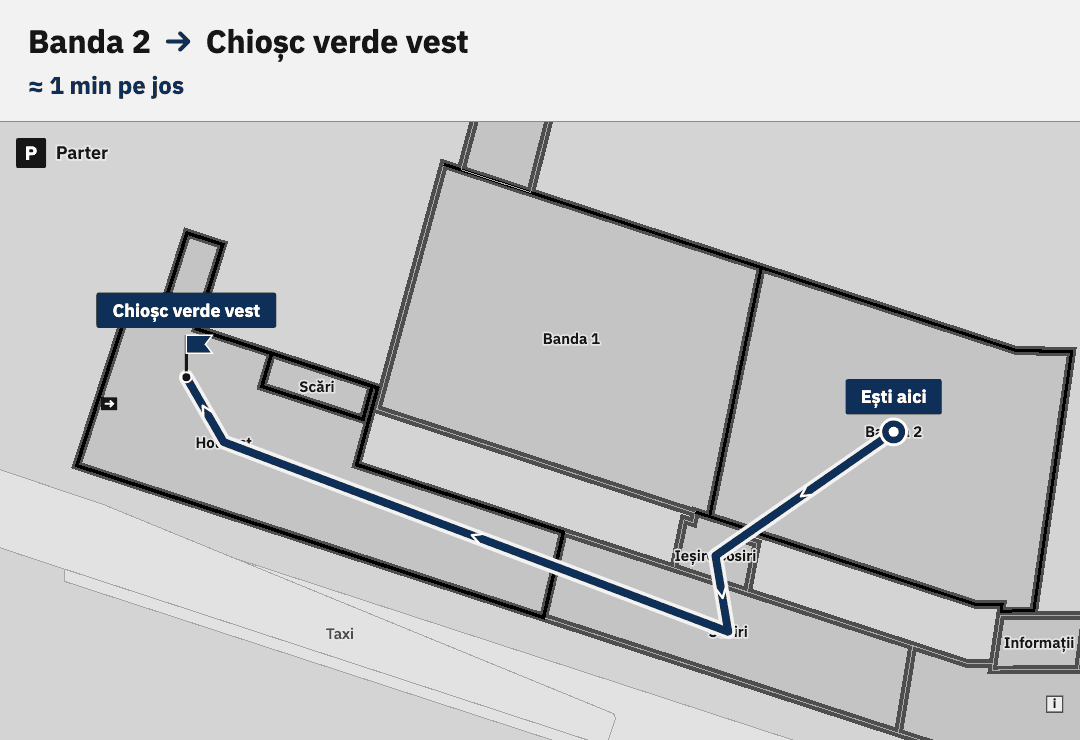 Banda 2 → Chioșc verde vest
≈ 1 min pe jos
P Parter
Chioșc verde vest
Banda 1
Ești aici
Scări
Informații
Taxi
i